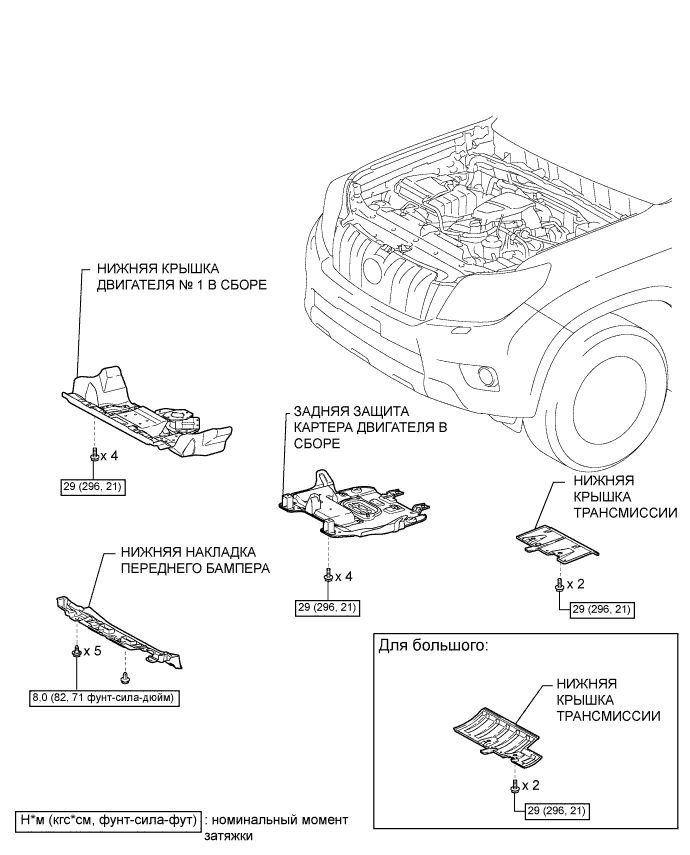 НИЖНЯЯ КРЫШКА
ДВИГАТЕЛЯ № 1 В СБОРЕ
x 4
29 (296, 21)
ЗАДНЯЯ ЗАЩИТА
КАРТЕРА ДВИГАТЕЛЯ В
СБОРЕ
x 4
29 (296, 21)
НИЖНЯЯ
КРЫШКА
ТРАНСМИССИИ
x 2
29 (296, 21)
НИЖНЯЯ НАКЛАДКА
ПЕРЕДНЕГО БАМПЕРА
x 5
8,0 (82, 71 фунт-сила-дюйм)
Для большого:
НИЖНЯЯ
КРЫШКА
ТРАНСМИССИИ
x 2
29 (296, 21)
Н*м (кгс*см, фунт-сила-фут) : номинальный момент
затяжки